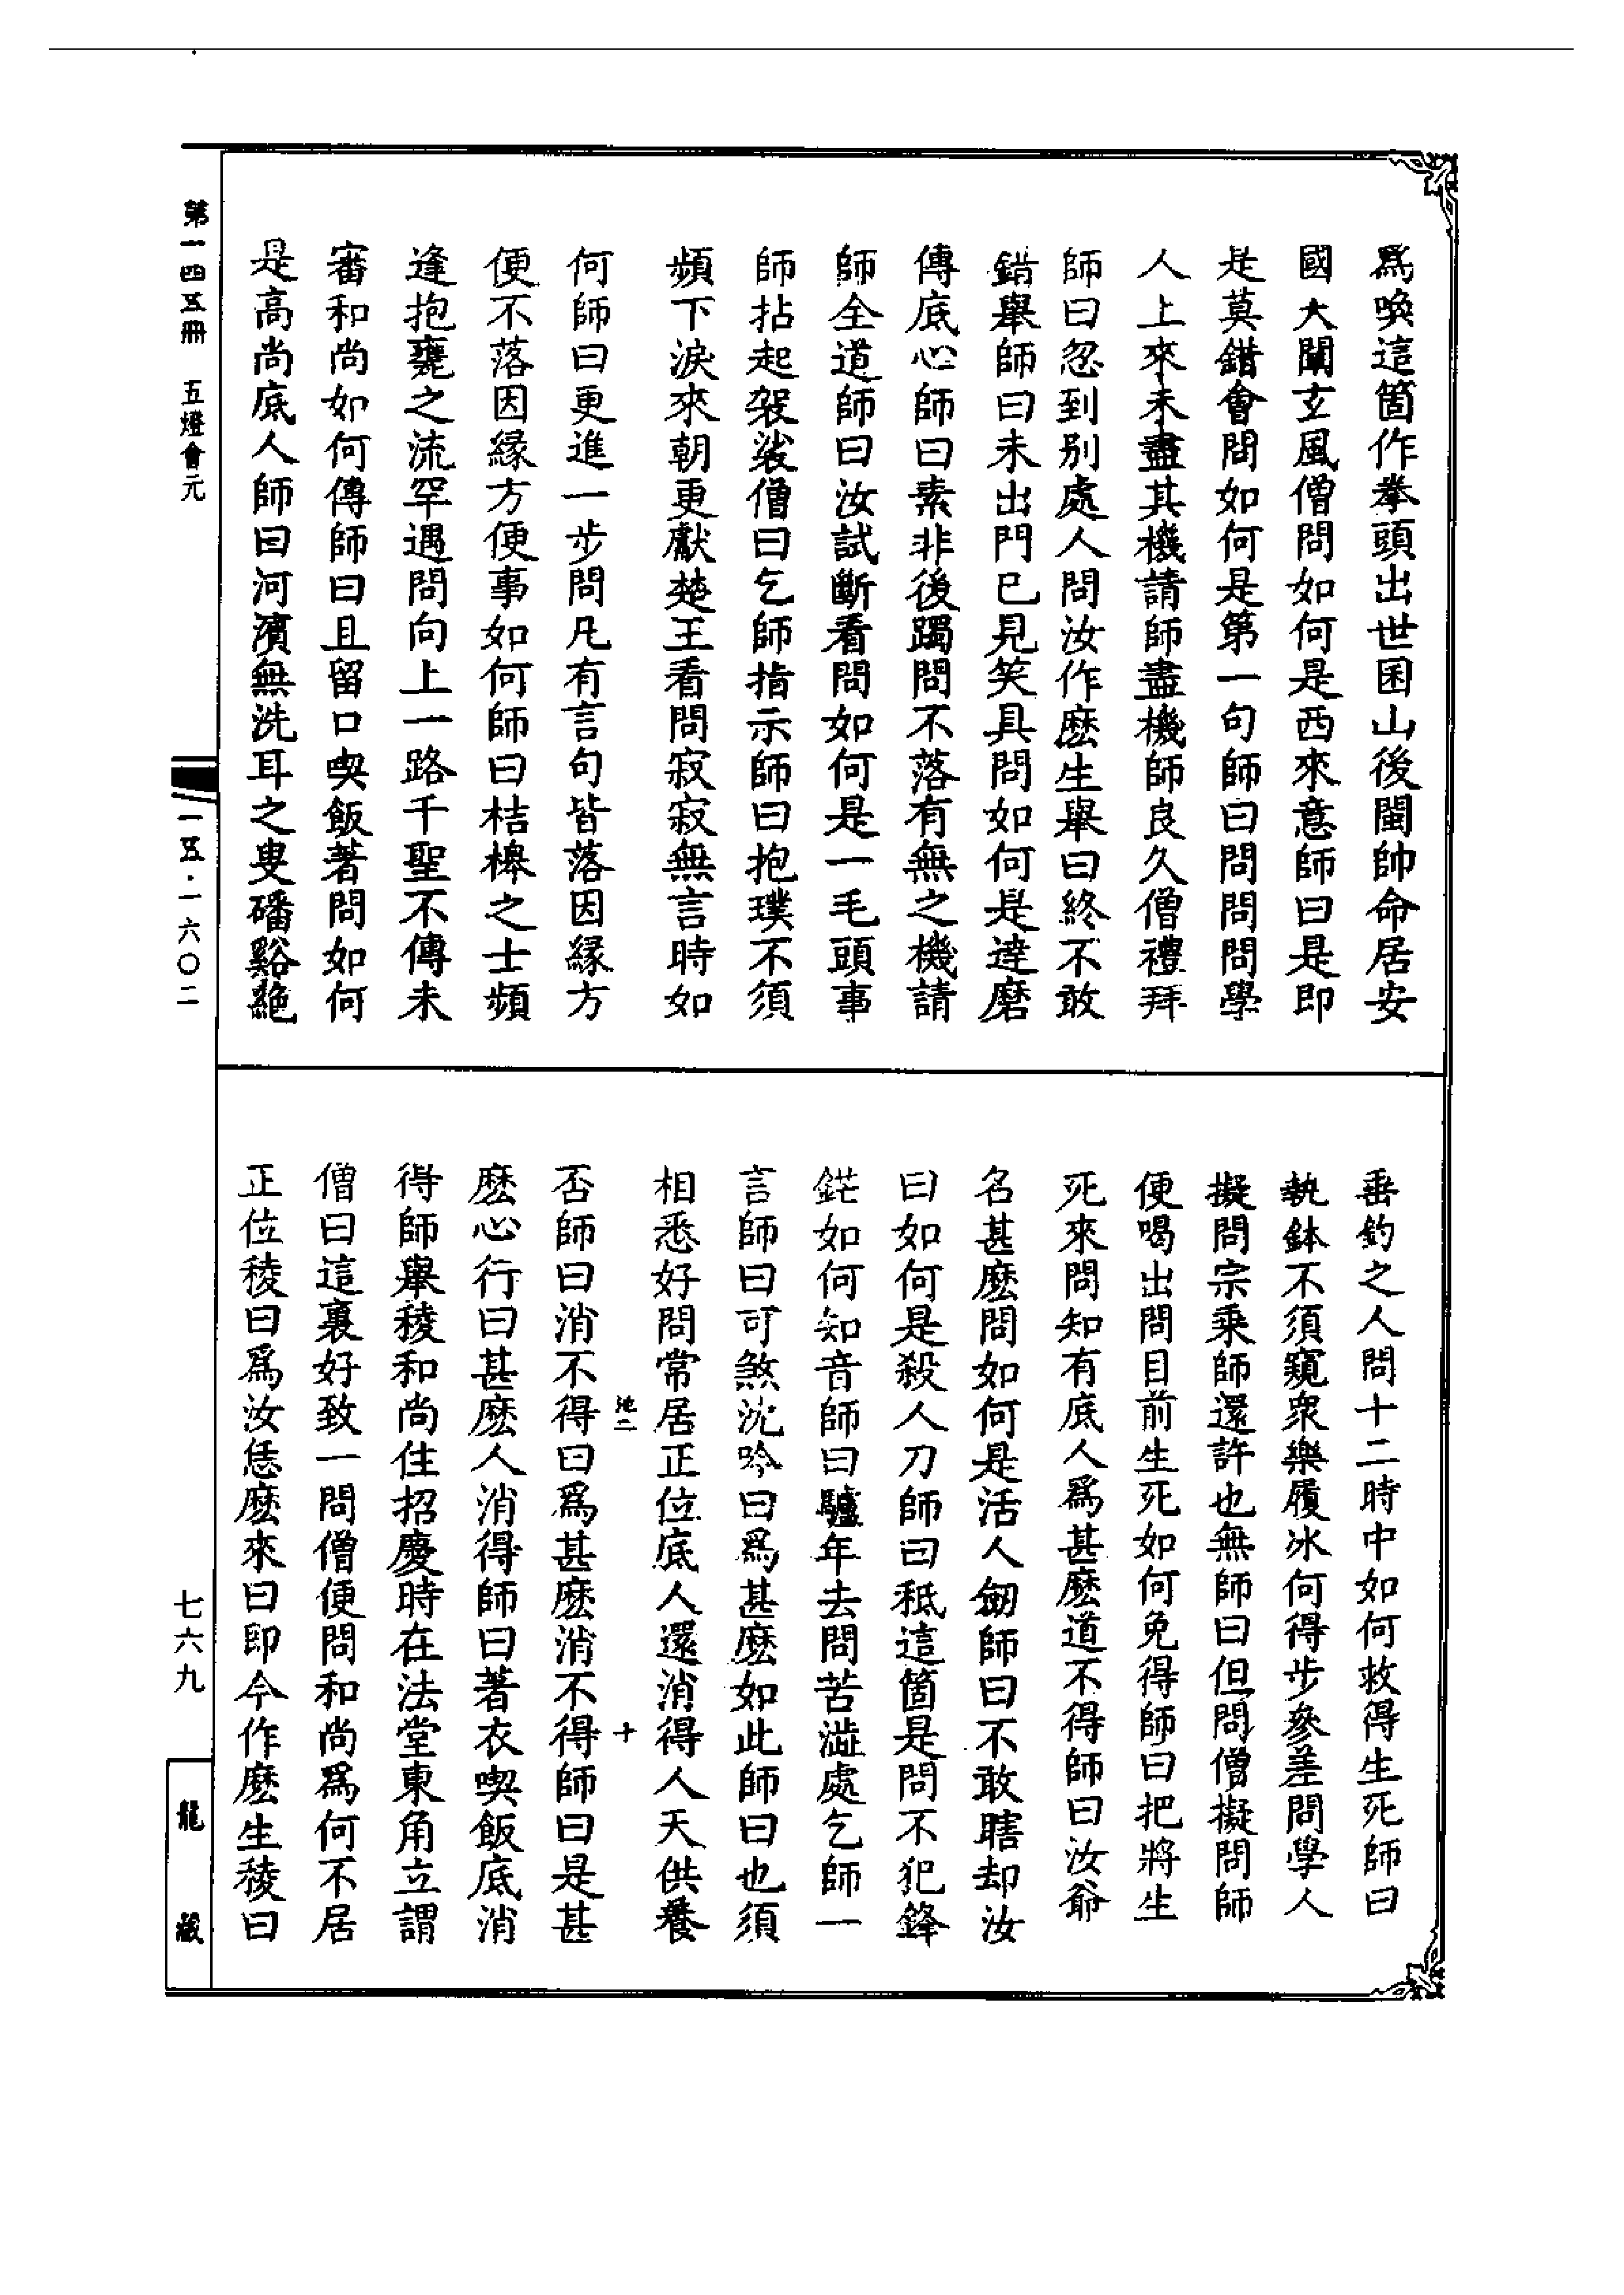 爲喚這箇作拳頭出世囷山後閩帥命居安
國大闡玄風僧問如何是西來意師曰是即
是莫錯會問如何是第一句師曰問問問學
人上來未盡其機請師盡機師良久僧禮拜
師曰忽到別處人問汝作麽生舉曰終不敢
錯舉師曰未出門已見笑具問如何是達磨
傳底心師曰素非後躅問不落有無之機請
師全道師曰汝試斷看問如何是一毛頭事
師拈起袈裟僧曰乞師指示師曰抱璞不須
頻下淚來朝更獻楚王看問寂寂無言時如
何師曰更進一步問凡有言句皆落因緣方
便不落因緣方便事如何師曰桔橰之士頻
逢抱甕之流罕遇問向上一路千聖不傳未
審和尚如何傳師曰且留口喫飯著問如何
是高尚底人師曰河濱無洗耳之叟磻谿絶
垂釣之人問十二時中如何救得生死師曰
執鉢不須窺衆樂履冰何得步參差問學人
擬問宗乘師還許也無師曰但問僧擬問師
便喝出問目前生死如何免得師曰把將生
死來問知有底人爲甚麽道不得師曰汝爺
名甚麽問如何是活人劒師曰不敢瞎却汝
曰如何是殺人刀師曰秖這箇是問不犯鋒
鋩如何知音師曰驢年去問苦澁處乞師一
言師曰可煞沈吟曰爲甚麽如此師曰也須
相悉好問常居正位底人還消得人天供養
否師曰消不得曰爲甚麽消不得師曰是甚
池二 十
麽心行曰甚麽人消得師曰著衣喫飯底消
得師舉稜和尚住招慶時在法堂東角立謂
僧曰這裏好致一問僧便問和尚爲何不居
正位稜曰爲汝恁麽來曰即今作麽生稜曰
第一四五冊 五燈會元 一五·一六〇二
七六九
龍藏